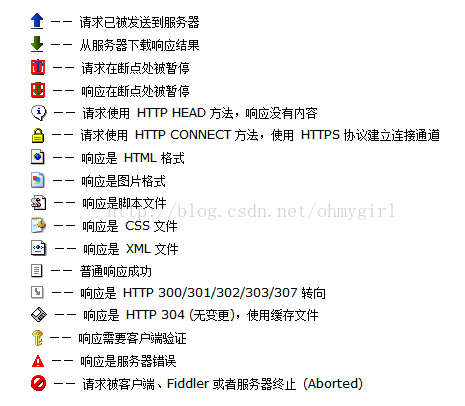 —— 请求已被发送到服务器
—— 从服务器下载响应结果
—— 请求在断点处被暂停
—— 响应在断点处被暂停
—— 请求使用 HTTP HEAD 方法，响应没有内容
—— 请求使用 HTTP CONNECT 方法，使用 HTTPS 协议建立连接通道
—— 响应是 HTML 格式
—— 响应是图片格式
—— 响应是脚本文件
http://blog.csdn.net/ohmygirl
—— 响应是 CSS 文件
—— 响应是 XML 文件
—— 普通响应成功
—— 响应是 HTTP 300/301/302/303/307 转向
—— 响应是 HTTP 304 (无变更)，使用缓存文件
—— 响应需要客户端验证
—— 响应是服务器错误
—— 请求被客户端、Fiddler 或者服务器终止 (Aborted)